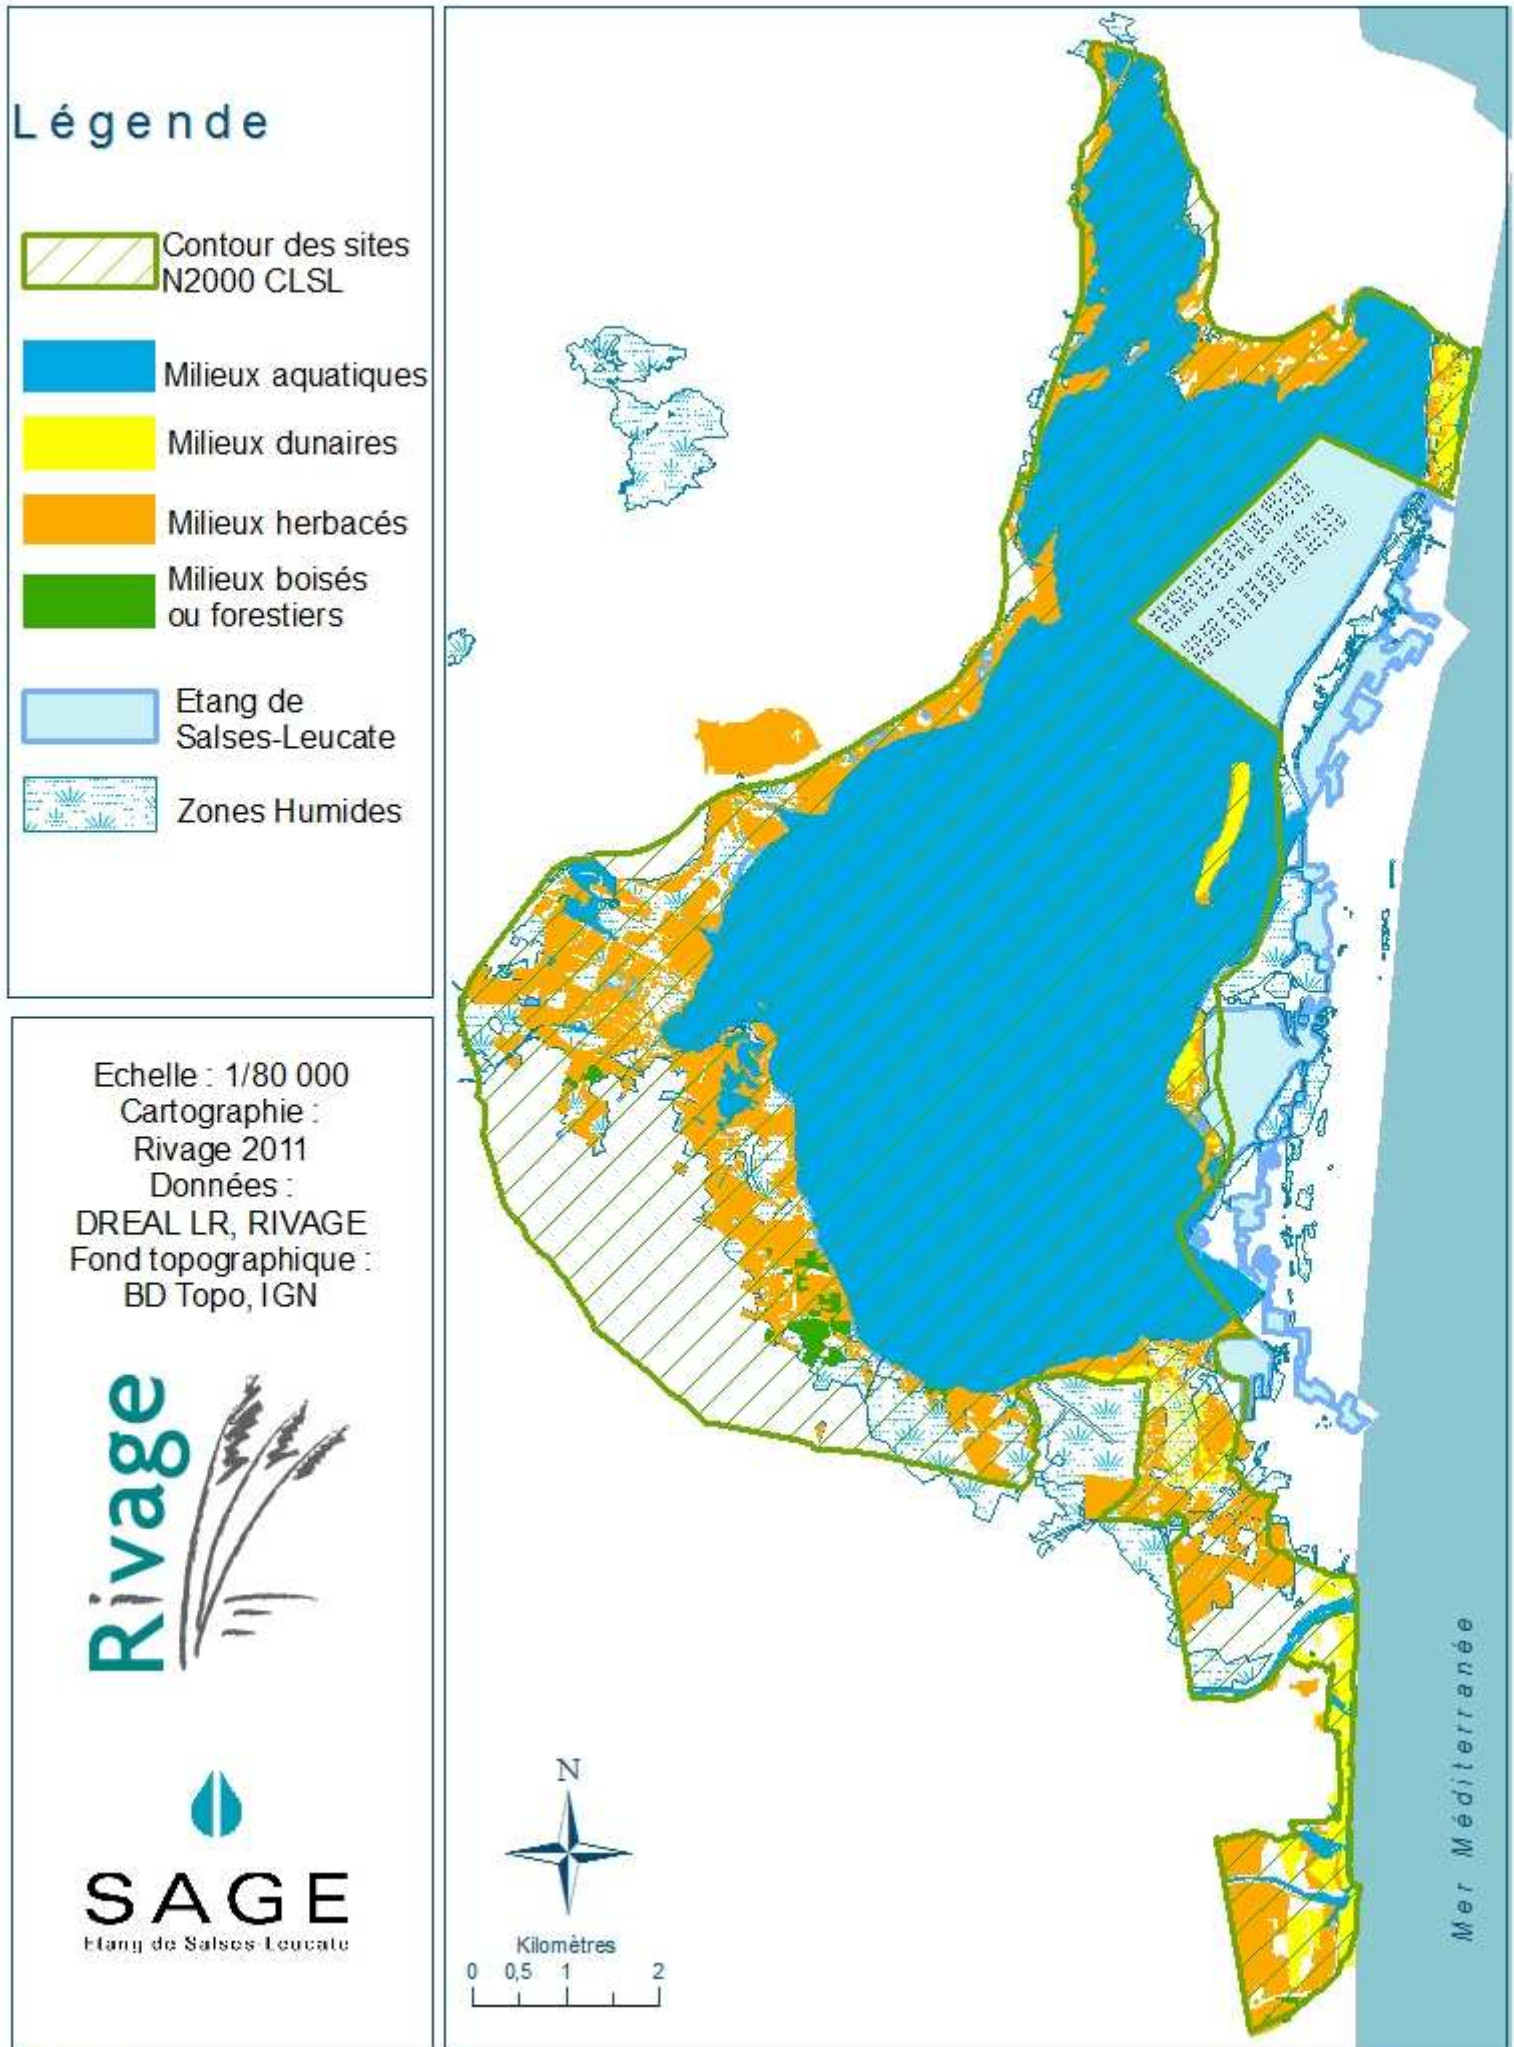 Légende
Contour des sites
N2000 CLSL
Milieux aquatiques
Milieux dunaires
Milieux herbacés
Milieux boisés
ou forestiers
Etang de
Salses-Leucate
Zones Humides
Echelle : 1/80 000
Cartographie :
Rivage 2011
Données :
DREAL LR, RIVAGE
Fond topographique :
BD Topo, IGN
Rivage
SAGE
Etang de Salses-Leucate
N
Kilomètres
0 0,5 1 2
Mer Méditerranée